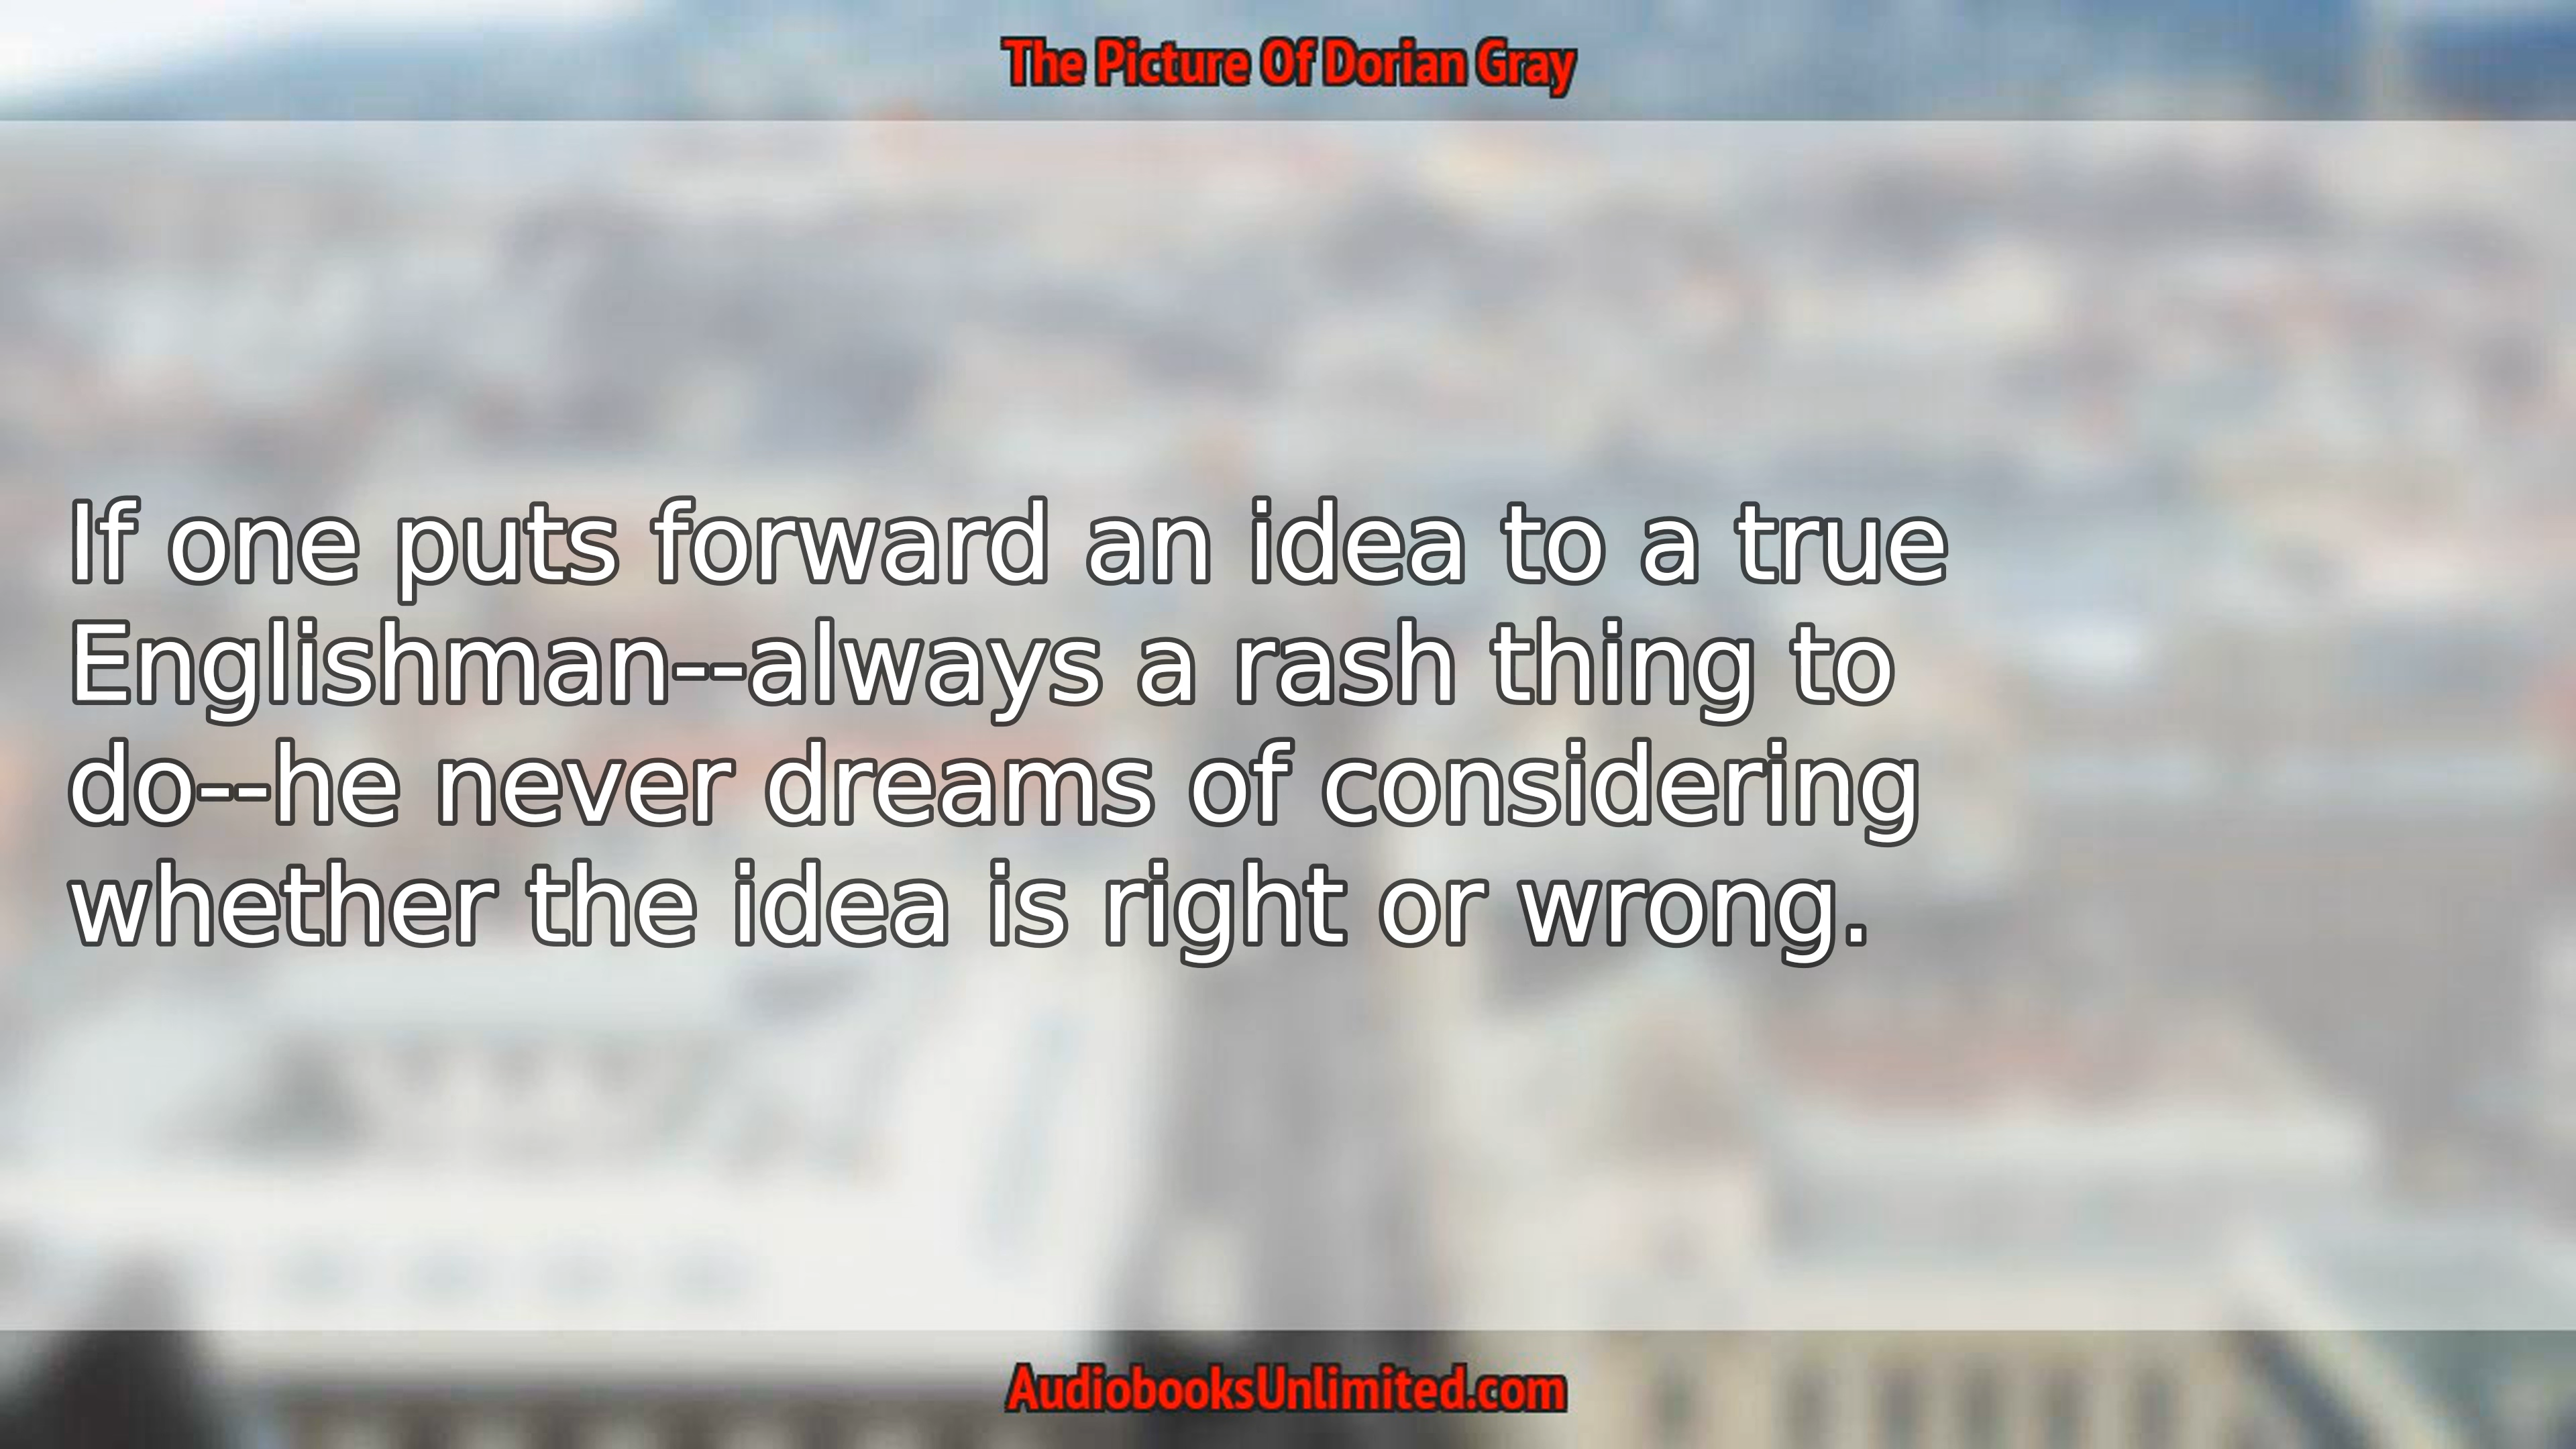 The Picture Of Dorian Gray
If one puts forward an idea to a true
Englishman--always a rash thing to
do--he never dreams of considering
whether the idea is right or wrong.
AudiobooksUnlimited.com